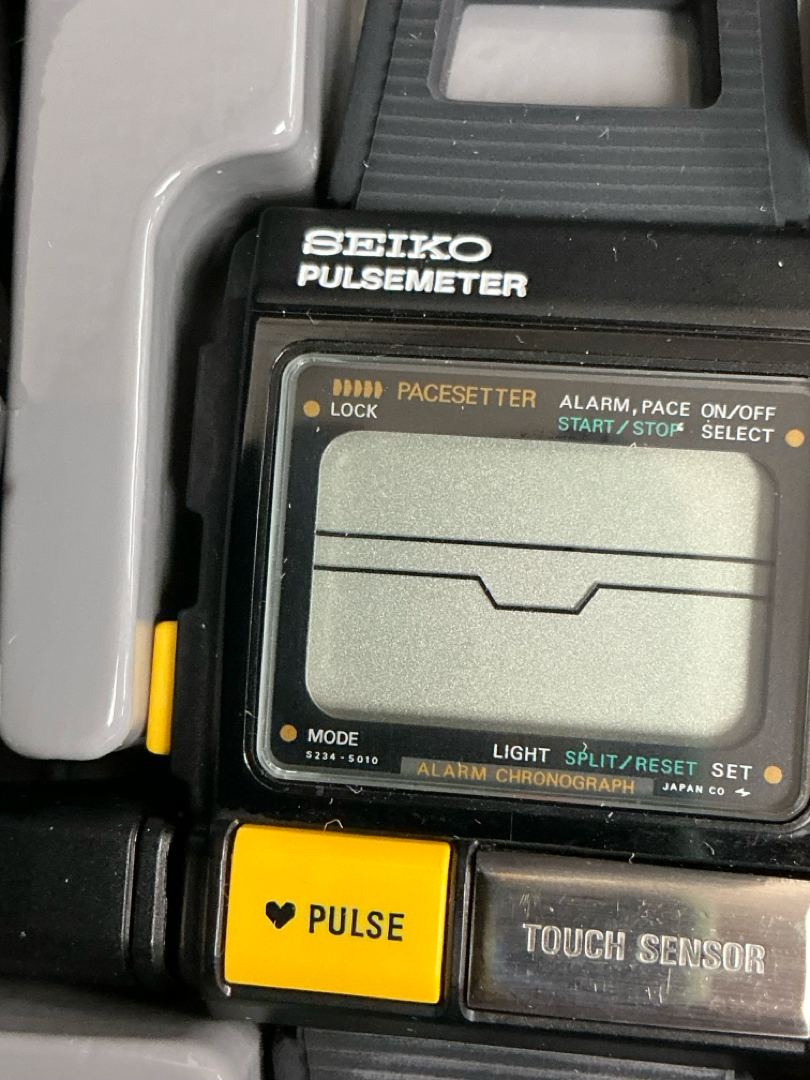 SEIKO
PULSEMETER
PACESETTER
LOCK
ALARM, PACE ON/OFF
START/STOP SELECT
MODE
S234-5010
LIGHT SPLIT/RESET SET
ALARM CHRONOGRAPH
JAPAN CO
♥ PULSE
TOUCH SENSOR